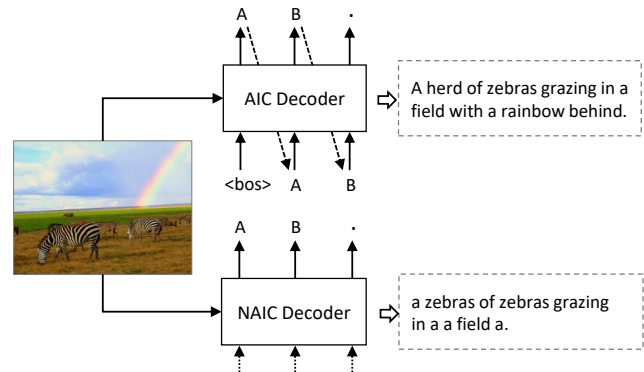 A B .
AIC Decoder
<bos> A B
A herd of zebras grazing in a
field with a rainbow behind.
A B .
NAIC Decoder
a zebras of zebras grazing
in a a field a.